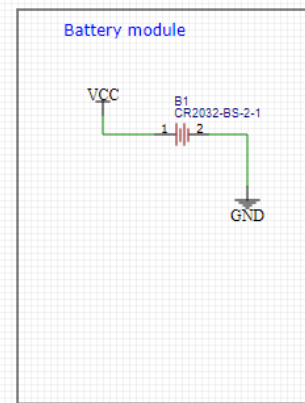 Battery module
VCC
B1
CR2032-BS-2-1
1 2
GND